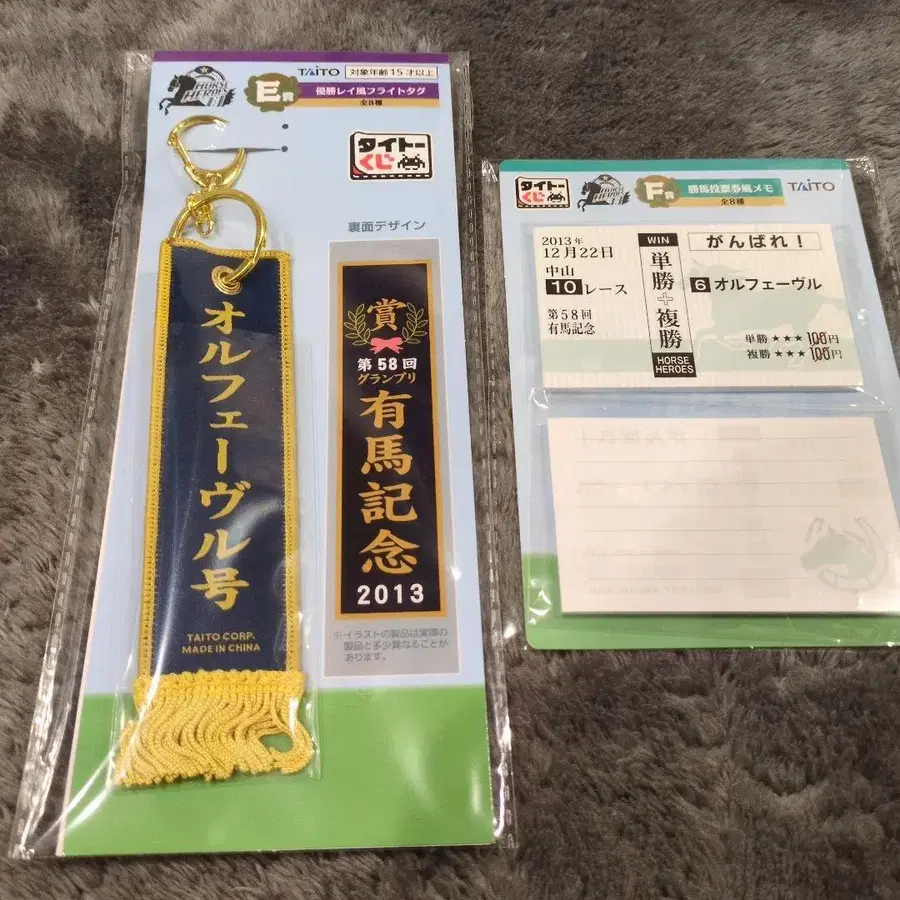 HORSE
HEROES
TAITO
対象年齢15才以上
E賞
優勝レイ風フライトタグ
全8種
タイトー
くじ
裏面デザイン
オルフェーヴル号
TAITO CORP.
MADE IN CHINA
賞
第58回
グランプリ
有馬記念
2013
※イラストの製品は実際の
製品と多少異なることが
あります。
タイトー
くじ
HORSE
HEROES
F賞
勝馬投票券風メモ
全8種
TAITO
2013年
12月22日
中山
10レース
第58回
有馬記念
WIN
単勝+複勝
HORSE
HEROES
がんばれ!
6 オルフェーヴル
単勝★★★100円
複勝★★★100円